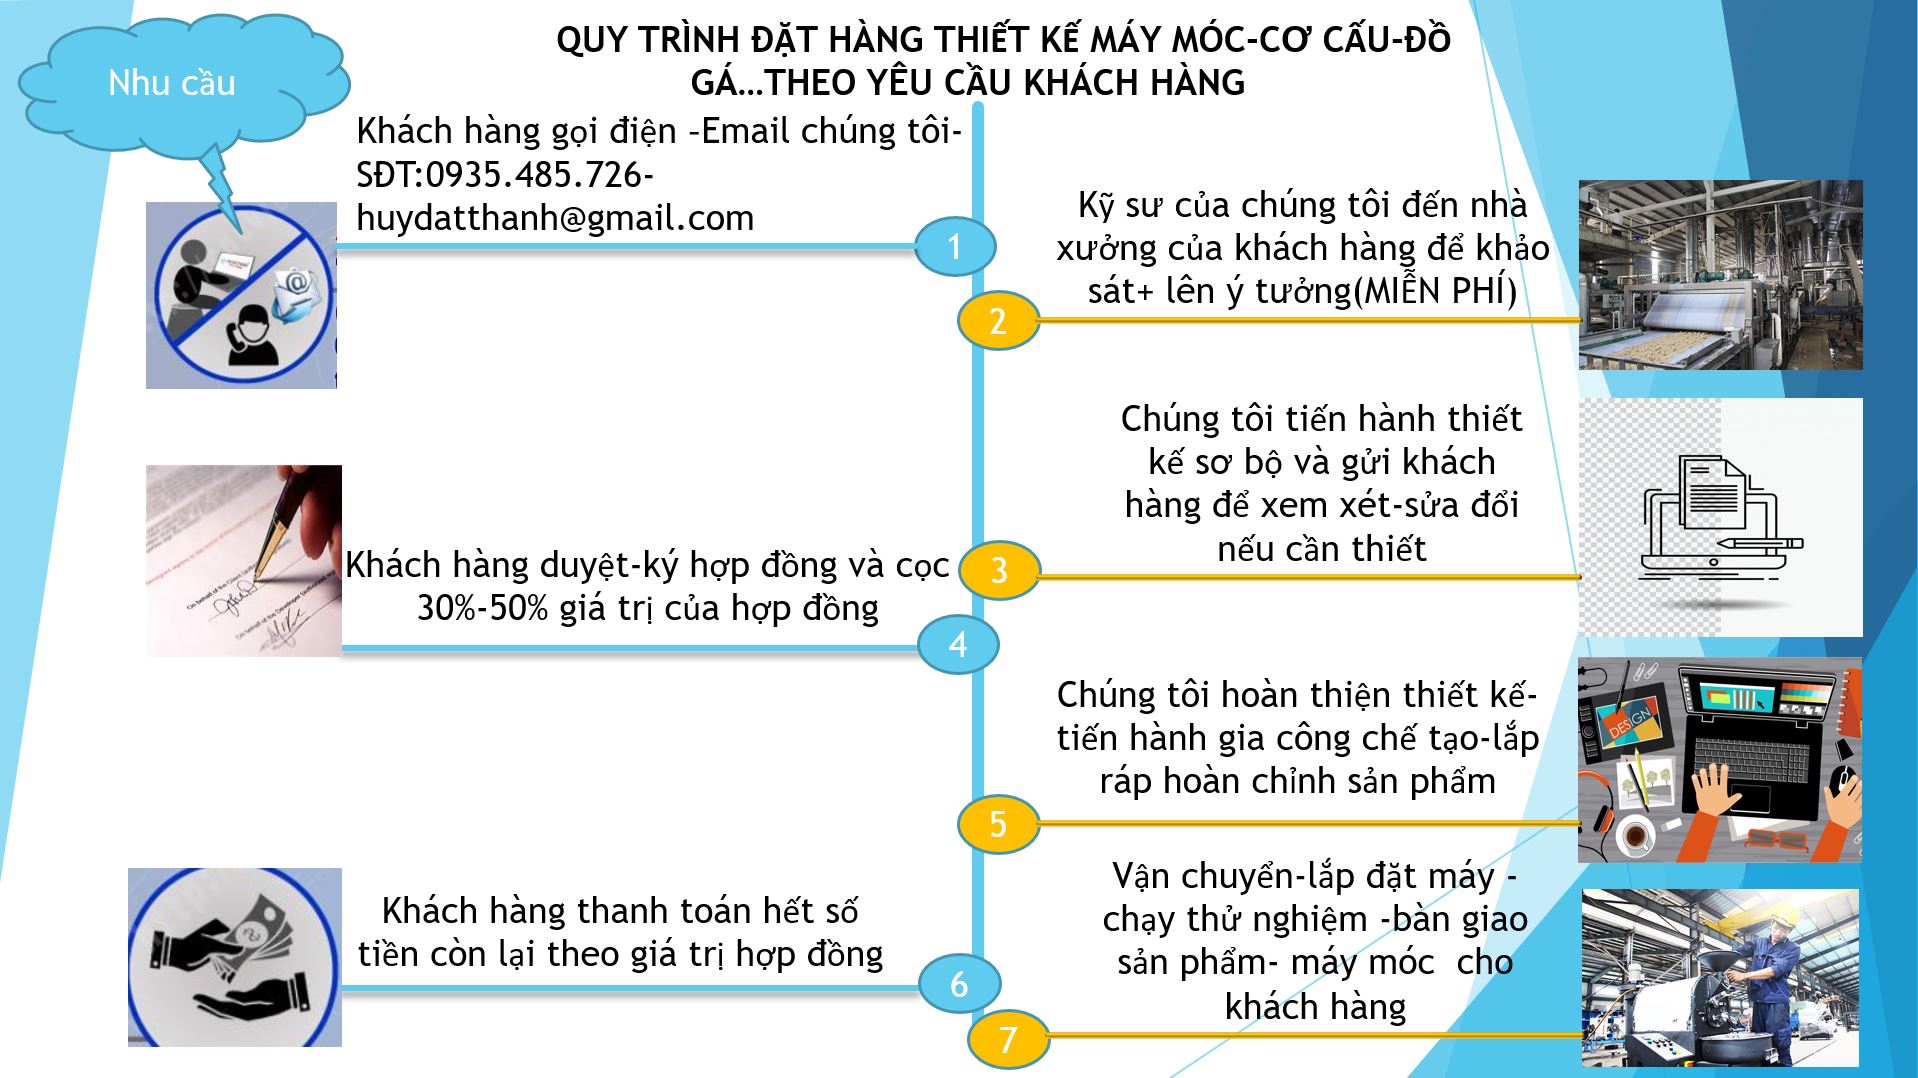 QUY TRÌNH ĐẶT HÀNG THIẾT KẾ MÁY MÓC-CƠ CẤU-ĐỒ
GÁ…THEO YÊU CẦU KHÁCH HÀNG
Nhu cầu
Khách hàng gọi điện –Email chúng tôi-
SĐT:0935.485.726-
huydatthanh@gmail.com
1
Kỹ sư của chúng tôi đến nhà
xưởng của khách hàng để khảo
sát+ lên ý tưởng(MIỄN PHÍ)
2
Chúng tôi tiến hành thiết
kế sơ bộ và gửi khách
hàng để xem xét-sửa đổi
nếu cần thiết
3
Khách hàng duyệt-ký hợp đồng và cọc
30%-50% giá trị của hợp đồng
4
Chúng tôi hoàn thiện thiết kế-
tiến hành gia công chế tạo-lắp
ráp hoàn chỉnh sản phẩm
5
DESIGN
Khách hàng thanh toán hết số
tiền còn lại theo giá trị hợp đồng
6
Vận chuyển-lắp đặt máy -
chạy thử nghiệm -bàn giao
sản phẩm- máy móc  cho
khách hàng
7